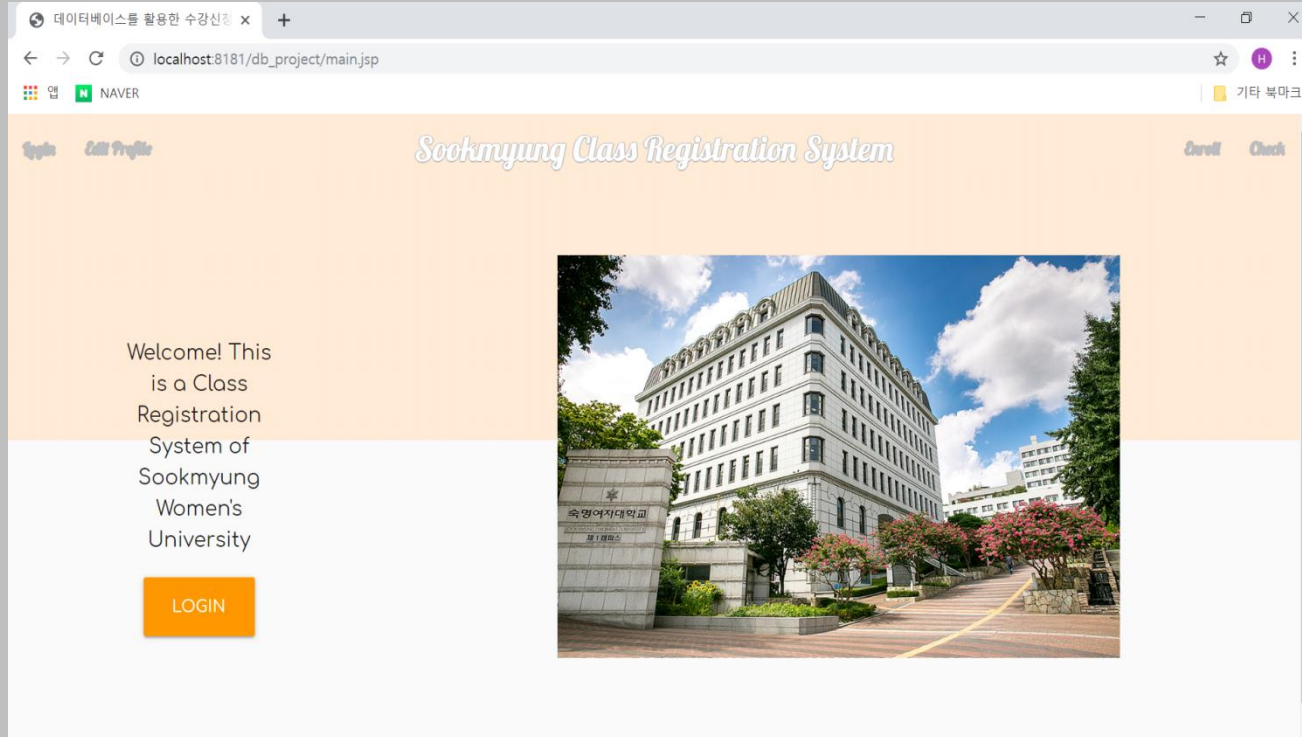 데이터베이스를 활용한 수강신청
localhost:8181/db_project/main.jsp
H
앱
N NAVER
기타 북마크
Login
Edit Profile
Sookmyung Class Registration System
Enroll
Check
Welcome! This
is a Class
Registration
System of
Sookmyung
Women's
University
LOGIN
숙명여자대학교
제1캠퍼스